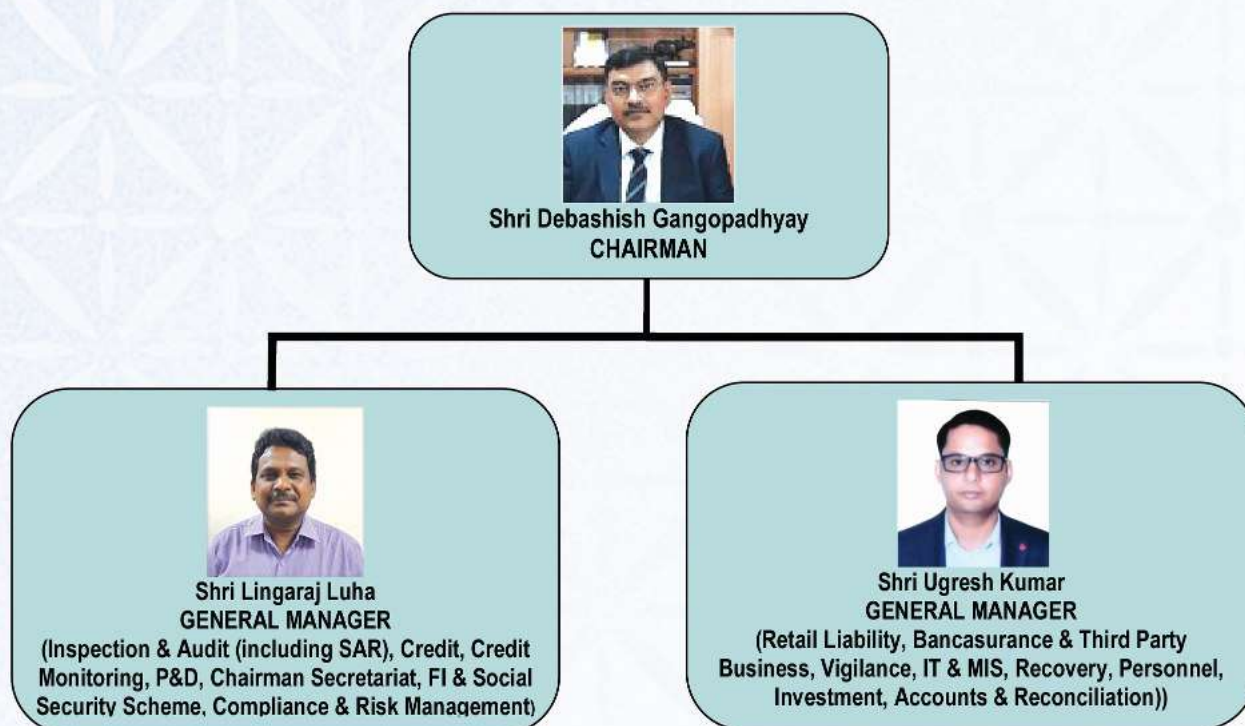 Shri Debashish Gangopadhyay
CHAIRMAN
Shri Lingaraj Luha
GENERAL MANAGER
(Inspection & Audit (including SAR), Credit, Credit
Monitoring, P&D, Chairman Secretariat, FI & Social
Security Scheme, Compliance & Risk Management)
Shri Ugresh Kumar
GENERAL MANAGER
(Retail Liability, Bancasurance & Third Party
Business, Vigilance, IT & MIS, Recovery, Personnel,
Investment, Accounts & Reconciliation))